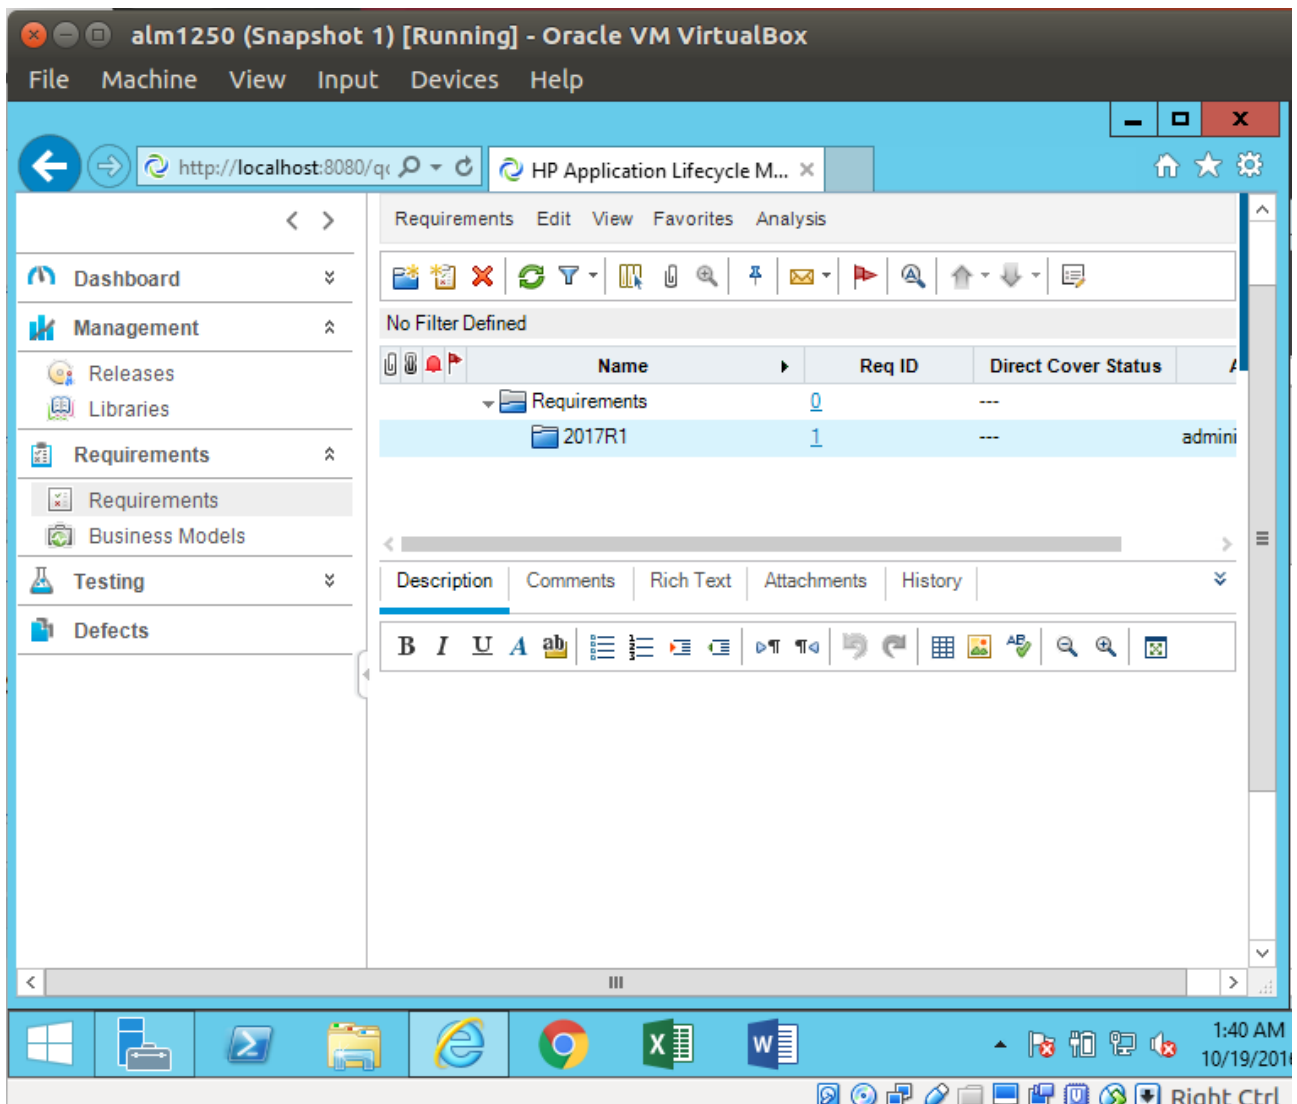 alm1250 (Snapshot 1) [Running] - Oracle VM VirtualBox
File Machine View Input Devices Help
http://localhost:8080/qc HP Application Lifecycle M...
Requirements Edit View Favorites Analysis
Dashboard
Management
Releases
Libraries
Requirements
Requirements
Business Models
Testing
Defects
No Filter Defined
Name Req ID Direct Cover Status
Requirements 0 ---
2017R1 1 --- admini
Description Comments Rich Text Attachments History
1:40 AM
10/19/201
Right Ctrl